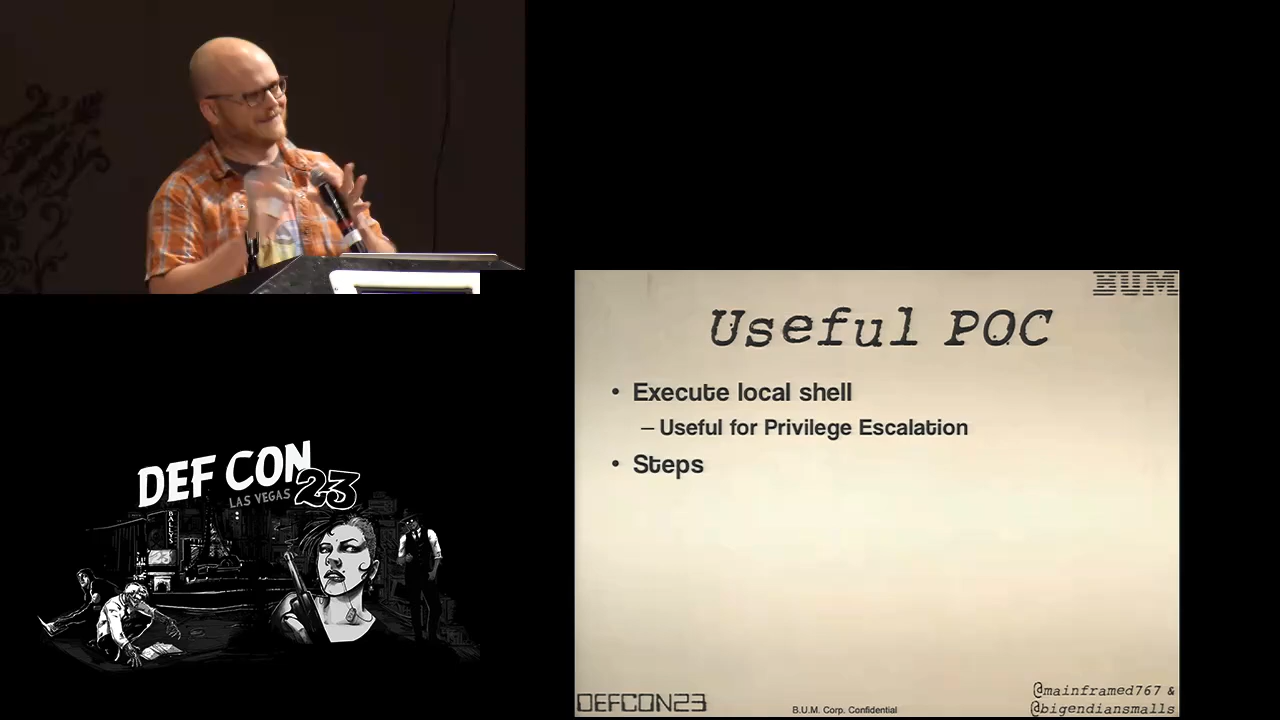 BUM
Useful POC
• Execute local shell
– Useful for Privilege Escalation
• Steps
DEF CON
LAS VEGAS 23
BALLYS
DEFCON23
B.U.M. Corp. Confidential
@mainframed767 &
@bigendiansmalls